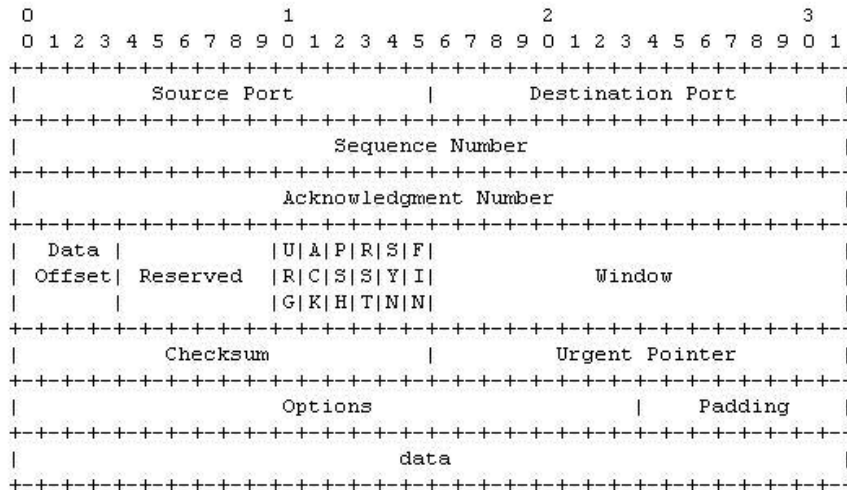 0                   1                   2                   3
0 1 2 3 4 5 6 7 8 9 0 1 2 3 4 5 6 7 8 9 0 1 2 3 4 5 6 7 8 9 0 1
+-+-+-+-+-+-+-+-+-+-+-+-+-+-+-+-+-+-+-+-+-+-+-+-+-+-+-+-+-+-+-+-
|          Source Port          |       Destination Port        |
+-+-+-+-+-+-+-+-+-+-+-+-+-+-+-+-+-+-+-+-+-+-+-+-+-+-+-+-+-+-+-+-
|                        Sequence Number                        |
+-+-+-+-+-+-+-+-+-+-+-+-+-+-+-+-+-+-+-+-+-+-+-+-+-+-+-+-+-+-+-+-
|                    Acknowledgment Number                      |
+-+-+-+-+-+-+-+-+-+-+-+-+-+-+-+-+-+-+-+-+-+-+-+-+-+-+-+-+-+-+-+-
|  Data |           |U|A|P|R|S|F|                               |
| Offset| Reserved  |R|C|S|S|Y|I|            Window             |
|       |           |G|K|H|T|N|N|                               |
+-+-+-+-+-+-+-+-+-+-+-+-+-+-+-+-+-+-+-+-+-+-+-+-+-+-+-+-+-+-+-+-
|           Checksum            |         Urgent Pointer        |
+-+-+-+-+-+-+-+-+-+-+-+-+-+-+-+-+-+-+-+-+-+-+-+-+-+-+-+-+-+-+-+-
|                    Options                    |    Padding    |
+-+-+-+-+-+-+-+-+-+-+-+-+-+-+-+-+-+-+-+-+-+-+-+-+-+-+-+-+-+-+-+-
|                             data                              |
+-+-+-+-+-+-+-+-+-+-+-+-+-+-+-+-+-+-+-+-+-+-+-+-+-+-+-+-+-+-+-+-